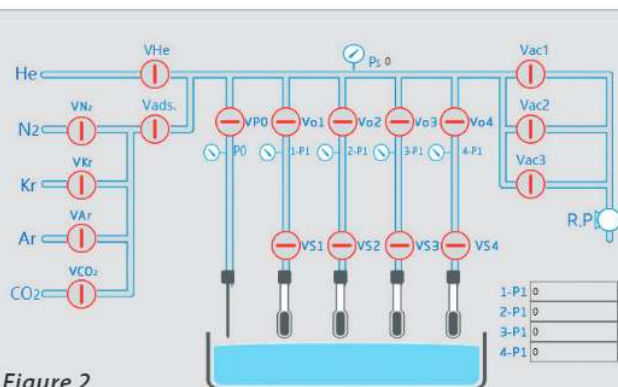 VHe
Ps 0
Vac1
He
VN₂
Vads.
Vac2
N2
VP0
Vo1
Vo2
Vo3
Vo4
P0
1-P1
2-P1
3-P1
4-P1
VKr
Vac3
Kr
VAr
R.P
Ar
VS1
VS2
VS3
VS4
VCO₂
CO2
1-P1 0
2-P1 0
3-P1 0
4-P1 0
Figure 2